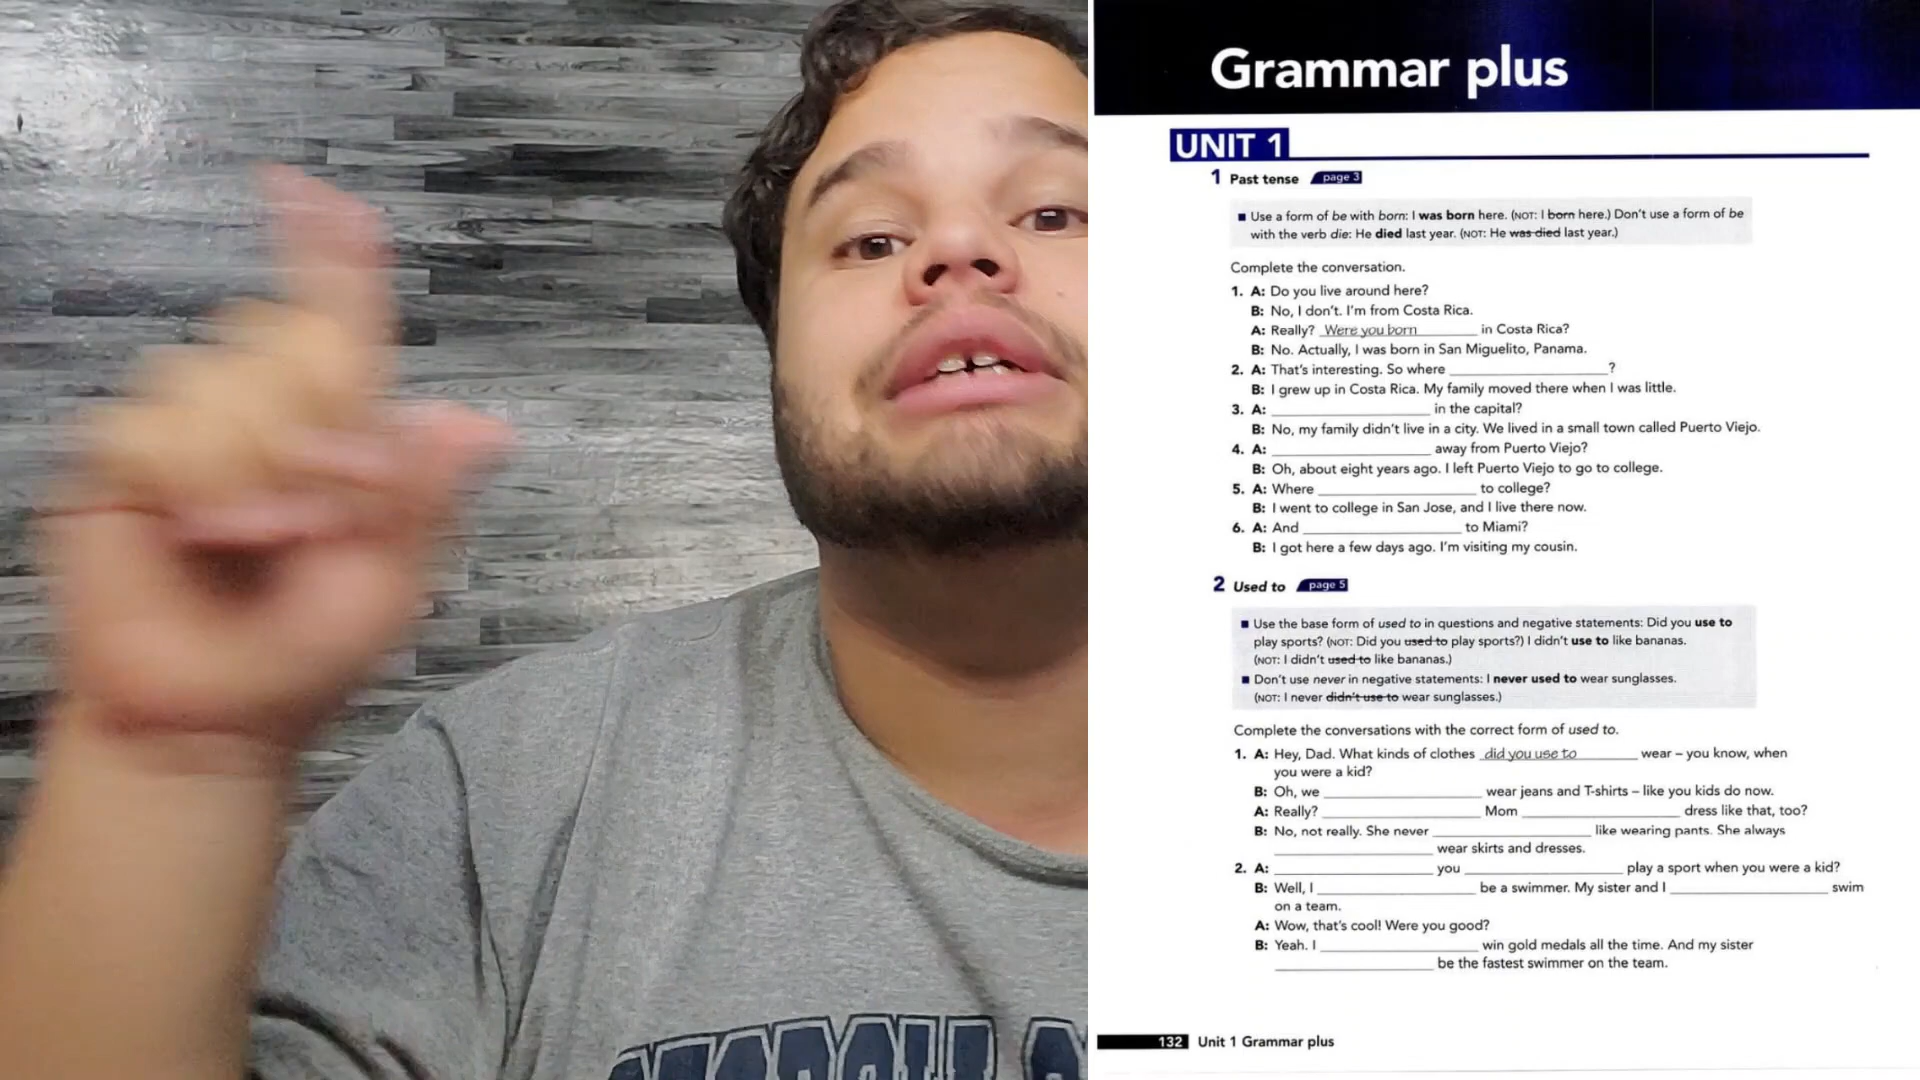 Grammar plus
UNIT 1
1 Past tense page 3
■ Use a form of be with born: I was born here. (NOT: I born here.) Don't use a form of be
with the verb die: He died last year. (NOT: He was died last year.)
Complete the conversation.
1. A: Do you live around here?
B: No, I don't. I'm from Costa Rica.
A: Really? Were you born in Costa Rica?
B: No. Actually, I was born in San Miguelito, Panama.
2. A: That's interesting. So where ____________________?
B: I grew up in Costa Rica. My family moved there when I was little.
3. A: ____________________ in the capital?
B: No, my family didn't live in a city. We lived in a small town called Puerto Viejo.
4. A: ____________________ away from Puerto Viejo?
B: Oh, about eight years ago. I left Puerto Viejo to go to college.
5. A: Where ____________________ to college?
B: I went to college in San Jose, and I live there now.
6. A: And ____________________ to Miami?
B: I got here a few days ago. I'm visiting my cousin.
2 Used to page 5
■ Use the base form of used to in questions and negative statements: Did you use to
play sports? (NOT: Did you used to play sports?) I didn't use to like bananas.
(NOT: I didn't used to like bananas.)
■ Don't use never in negative statements: I never used to wear sunglasses.
(NOT: I never didn't use to wear sunglasses.)
Complete the conversations with the correct form of used to.
1. A: Hey, Dad. What kinds of clothes did you use to wear – you know, when
you were a kid?
B: Oh, we ____________________ wear jeans and T-shirts – like you kids do now.
A: Really? ____________________ Mom ____________________ dress like that, too?
B: No, not really. She never ____________________ like wearing pants. She always
____________________ wear skirts and dresses.
2. A: ____________________ you ____________________ play a sport when you were a kid?
B: Well, I ____________________ be a swimmer. My sister and I ____________________ swim
on a team.
A: Wow, that's cool! Were you good?
B: Yeah. I ____________________ win gold medals all the time. And my sister
____________________ be the fastest swimmer on the team.
132 Unit 1 Grammar plus